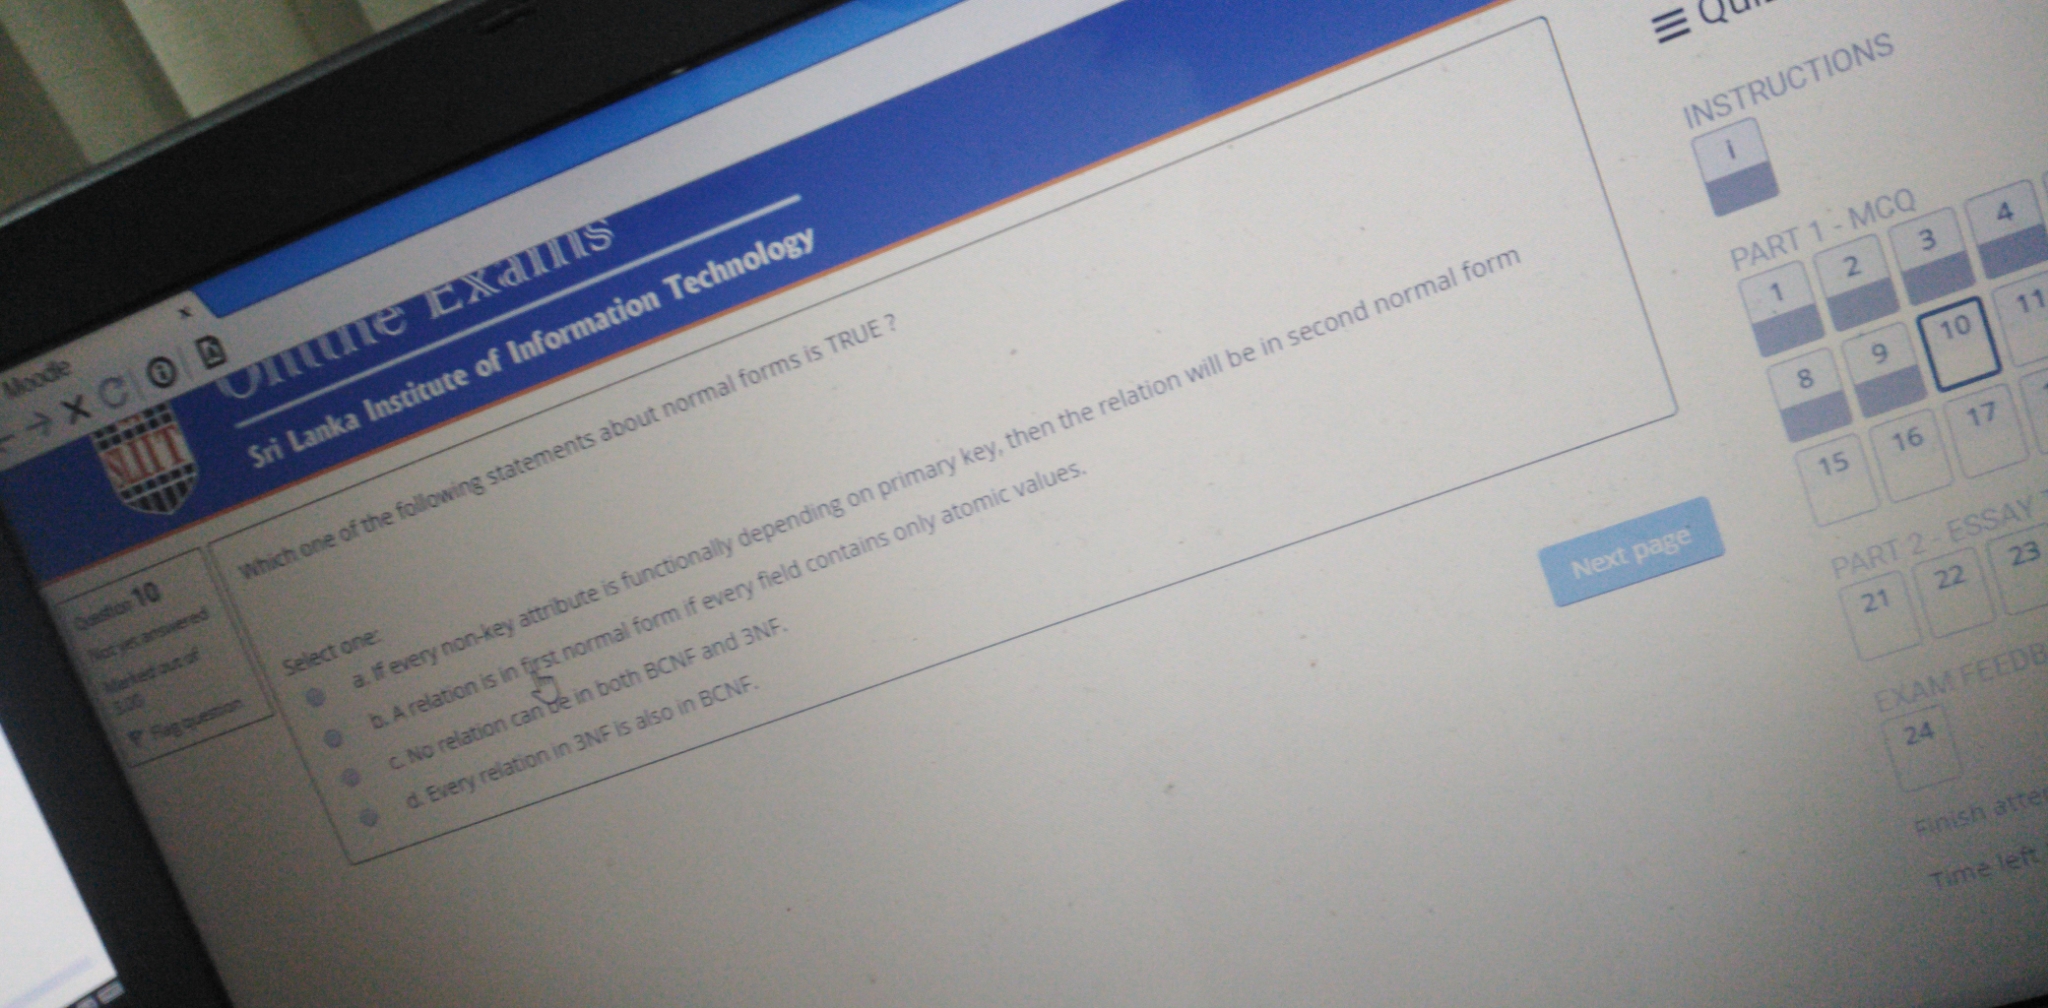 Moodle
Online Exams
Sri Lanka Institute of Information Technology
SLIIT
Question 10
Not yet answered
Marked out of
Flag question
Which one of the following statements about normal forms is TRUE ?
Select one:
a. If every non-key attribute is functionally depending on primary key, then the relation will be in second normal form
b. A relation is in first normal form if every field contains only atomic values.
c. No relation can be in both BCNF and 3NF.
d. Every relation in 3NF is also in BCNF.
Next page
INSTRUCTIONS
i
PART 1 - MCQ
1 2 3 4
8 9 10 11
15 16 17
PART 2 - ESSAY
21 22 23
EXAM
24
Finish
Time left